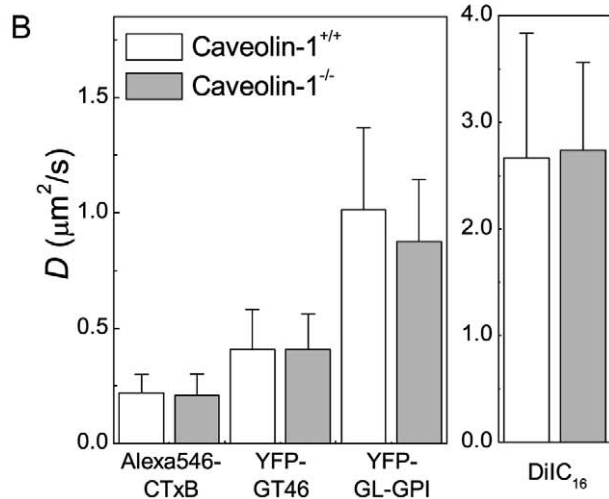 B
Caveolin-1+/+
Caveolin-1-/-
D (μm2/s)
1.5
1.0
0.5
0.0
Alexa546-
CTxB
YFP-
GT46
YFP-
GL-GPI
4.0
3.0
2.0
1.0
0.0
DiIC16